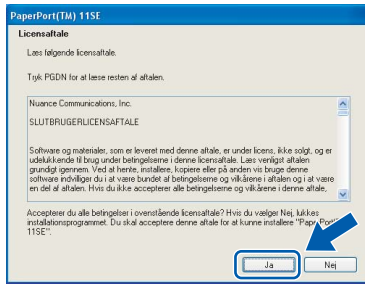 PaperPort(TM) 11SE
Licensaftale
Læs følgende licensaftale.
Tryk PGDN for at læse resten af aftalen.
Nuance Communications, Inc.
SLUTBRUGERLICENSAFTALE
Software og materialer, som er leveret med denne aftale, er under licens, ikke solgt, og er
udelukkende til brug under betingelserne i denne licensaftale. Læs venligst aftalen
grundigt igennem. Ved at hente, installere, kopiere eller på anden vis bruge denne
software indvilliger du i at være bundet af betingelserne og vilkårene i aftalen og i at være
en del af aftalen. Hvis du ikke accepterer alle betingelserne og vilkårene i denne aftale,
Accepterer du alle betingelser i ovenstående licensaftale? Hvis du vælger Nej, lukkes
installationsprogrammet. Du skal acceptere denne aftale for at kunne installere "PaperPort
11SE".
Ja
Nej